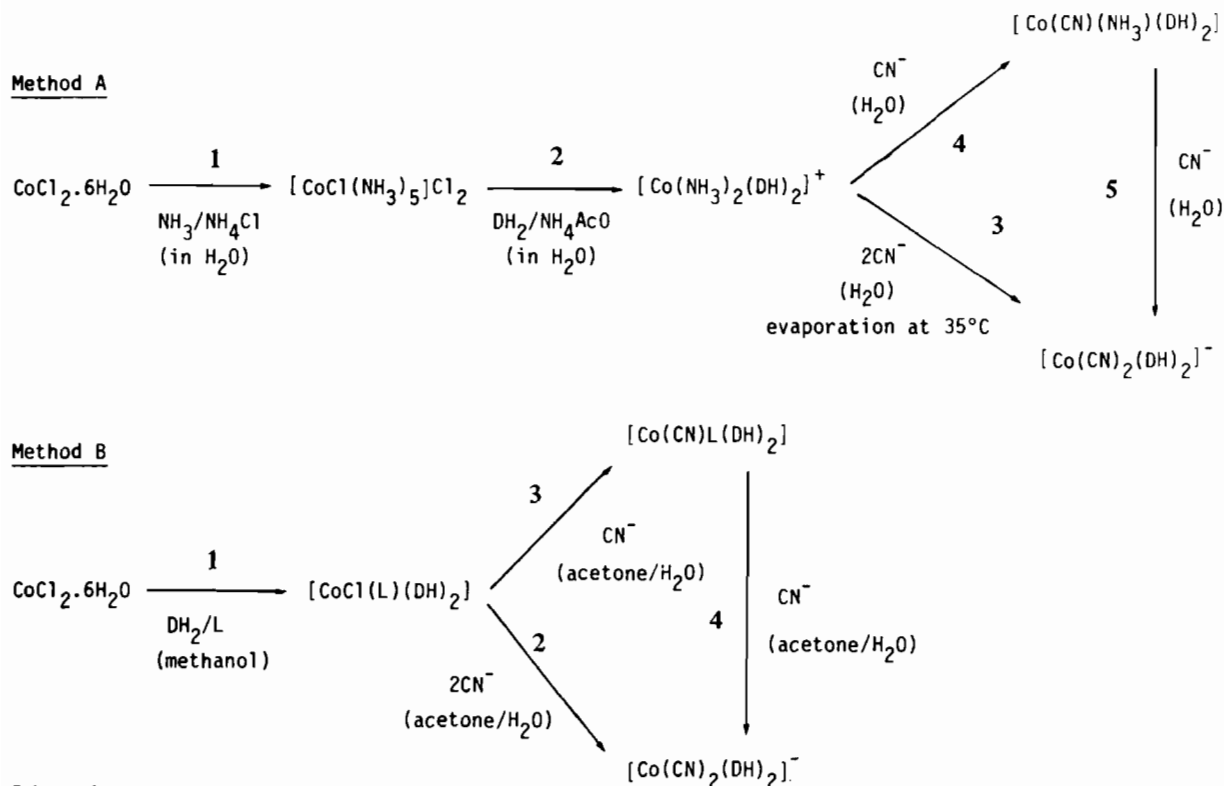 Method A
CoCl2.6H2O
1
NH3/NH4Cl
(in H2O)
[CoCl(NH3)5]Cl2
2
DH2/NH4AcO
(in H2O)
[Co(NH3)2(DH)2]+
CN-
(H2O)
4
[Co(CN)(NH3)(DH)2]
3
2CN-
(H2O)
evaporation at 35°C
5
CN-
(H2O)
[Co(CN)2(DH)2]-
Method B
CoCl2.6H2O
1
DH2/L
(methanol)
[CoCl(L)(DH)2]
3
CN-
(acetone/H2O)
[Co(CN)L(DH)2]
2
2CN-
(acetone/H2O)
4
CN-
(acetone/H2O)
[Co(CN)2(DH)2]-